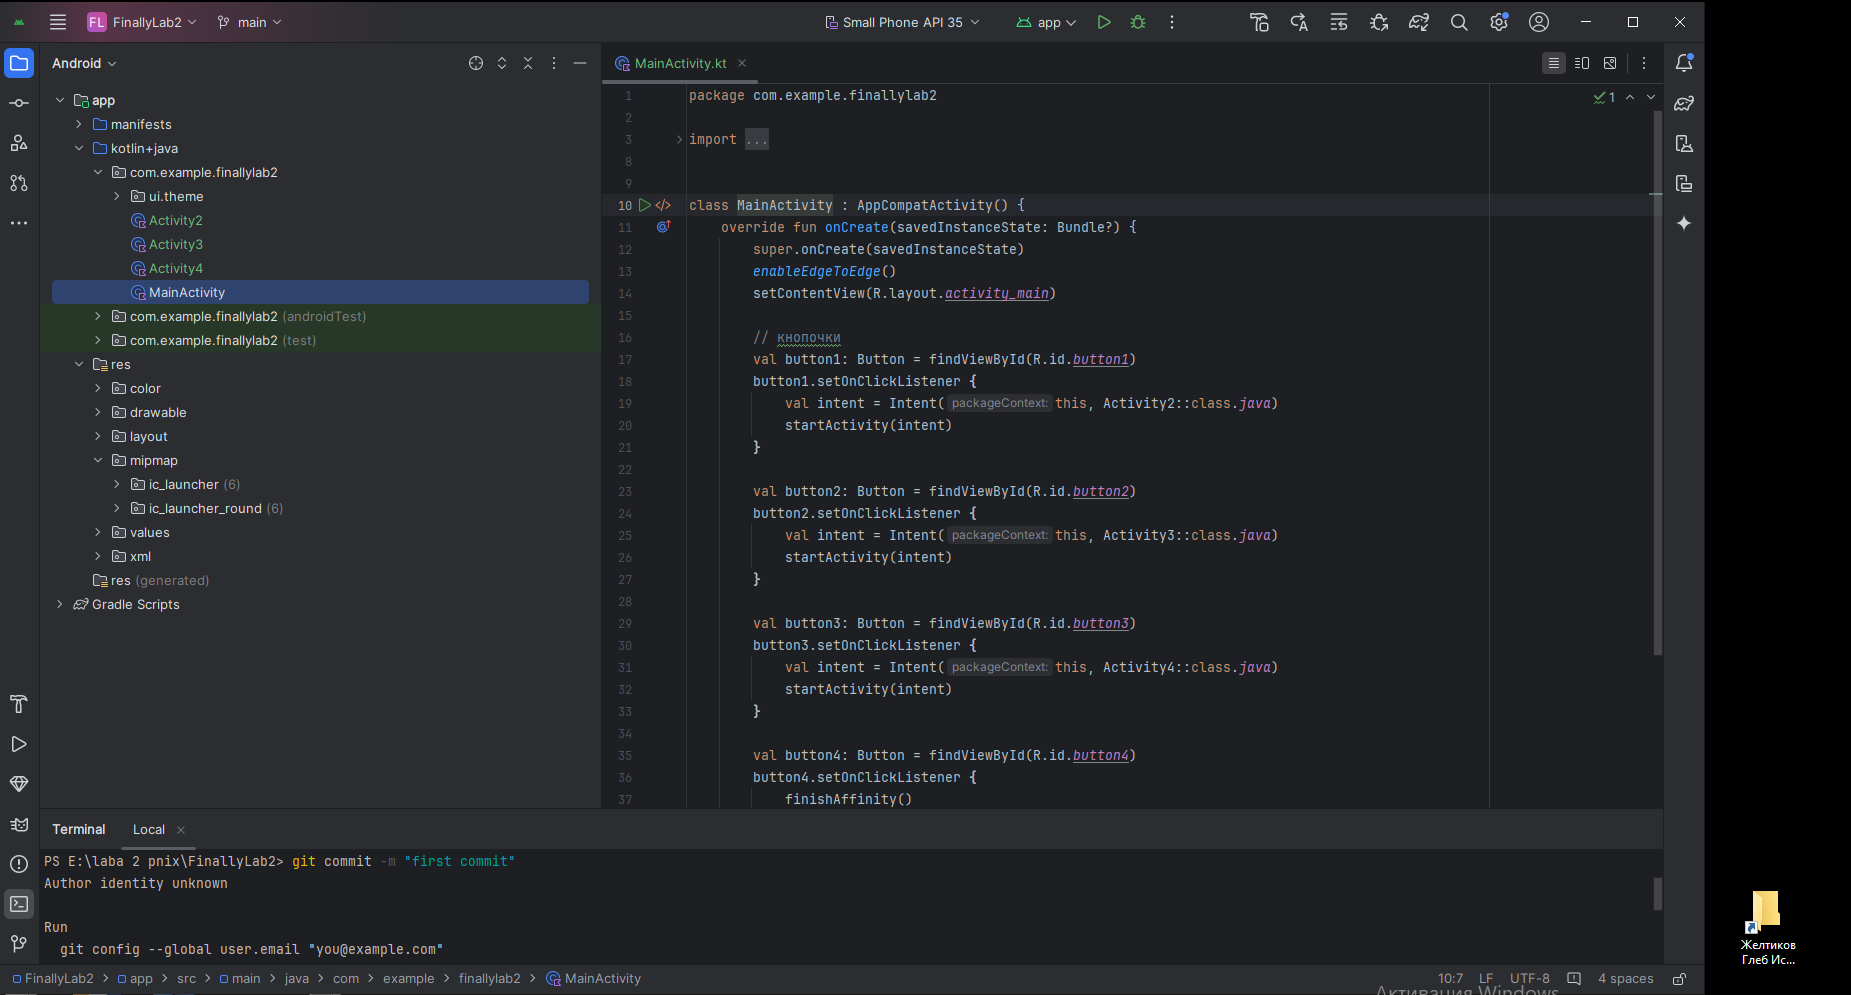 FL FinallyLab2 main Small Phone API 35 app
Android
app
manifests
kotlin+java
com.example.finallylab2
ui.theme
Activity2
Activity3
Activity4
MainActivity
com.example.finallylab2 (androidTest)
com.example.finallylab2 (test)
res
color
drawable
layout
mipmap
ic_launcher (6)
ic_launcher_round (6)
values
xml
res (generated)
Gradle Scripts
MainActivity.kt
1
1 package com.example.finallylab2
2
3 import ...
8
9
10 class MainActivity : AppCompatActivity() {
11 override fun onCreate(savedInstanceState: Bundle?) {
12 super.onCreate(savedInstanceState)
13 enableEdgeToEdge()
14 setContentView(R.layout.activity_main)
15
16 // кнопочки
17 val button1: Button = findViewById(R.id.button1)
18 button1.setOnClickListener {
19 val intent = Intent( packageContext: this, Activity2::class.java)
20 startActivity(intent)
21 }
22
23 val button2: Button = findViewById(R.id.button2)
24 button2.setOnClickListener {
25 val intent = Intent( packageContext: this, Activity3::class.java)
26 startActivity(intent)
27 }
28
29 val button3: Button = findViewById(R.id.button3)
30 button3.setOnClickListener {
31 val intent = Intent( packageContext: this, Activity4::class.java)
32 startActivity(intent)
33 }
34
35 val button4: Button = findViewById(R.id.button4)
36 button4.setOnClickListener {
37 finishAffinity()
Terminal Local
PS E:\laba 2 pnix\FinallyLab2> git commit -m "first commit"
Author identity unknown
Run
git config --global user.email "you@example.com"
FinallyLab2 > app > src > main > java > com > example > finallylab2 > MainActivity
10:7 LF UTF-8 4 spaces
Активация Windows
Желтиков
Глеб Ис...